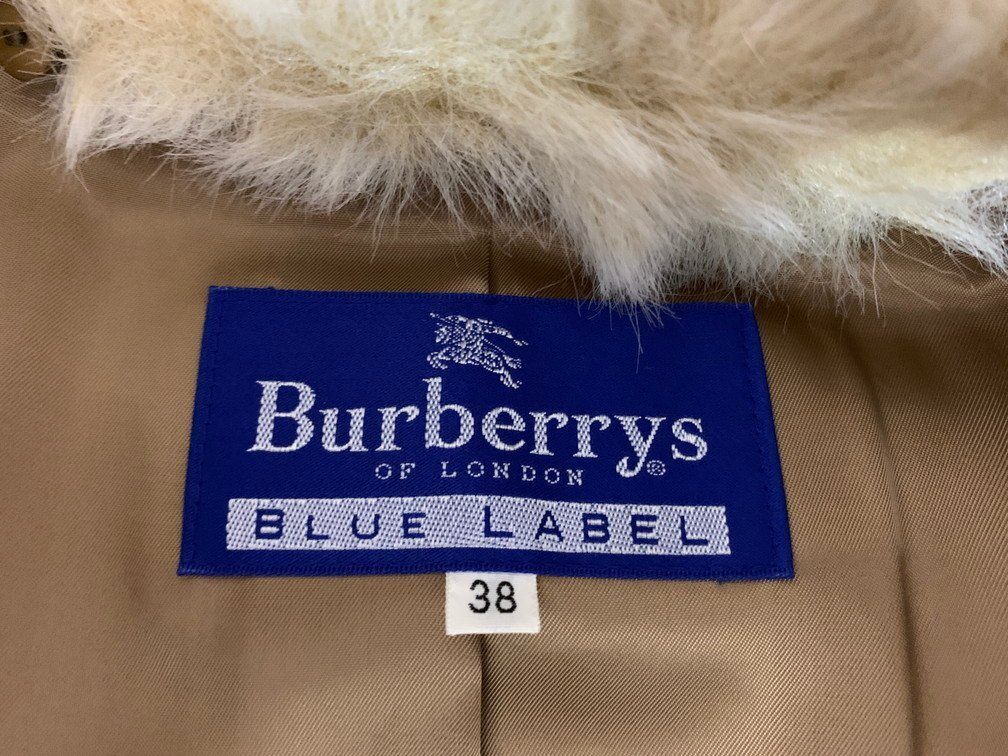 Burberrys®
OF LONDON
BLUE LABEL
38